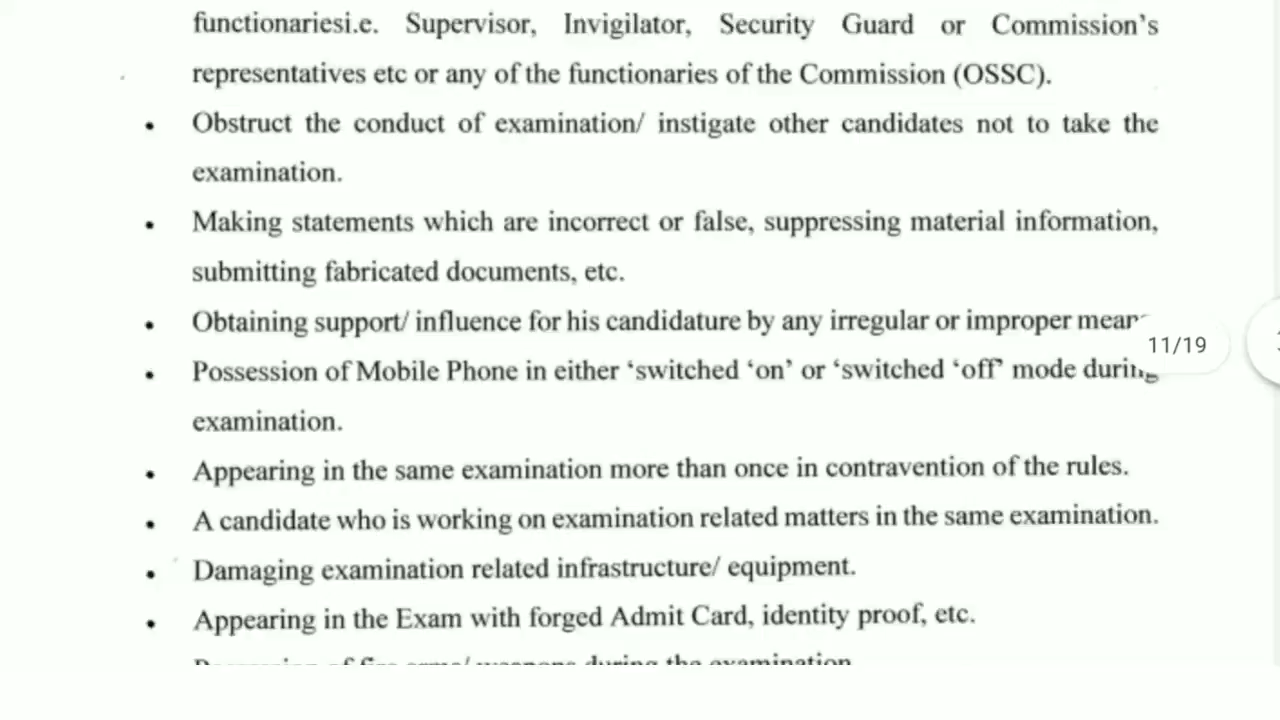 functionariesi.e. Supervisor, Invigilator, Security Guard or Commission's
representatives etc or any of the functionaries of the Commission (OSSC).
• Obstruct the conduct of examination/ instigate other candidates not to take the
examination.
• Making statements which are incorrect or false, suppressing material information,
submitting fabricated documents, etc.
• Obtaining support/ influence for his candidature by any irregular or improper means
11/19
• Possession of Mobile Phone in either ‘switched ‘on’ or ‘switched ‘off’ mode during
examination.
• Appearing in the same examination more than once in contravention of the rules.
• A candidate who is working on examination related matters in the same examination.
• Damaging examination related infrastructure/ equipment.
• Appearing in the Exam with forged Admit Card, identity proof, etc.
during the examination